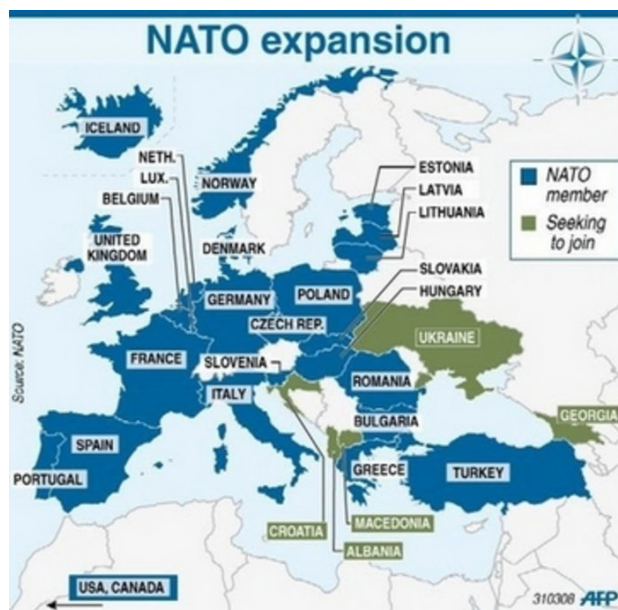 NATO expansion
ICELAND
NETH.
LUX.
BELGIUM
NORWAY
ESTONIA
LATVIA
LITHUANIA
NATO
member
Seeking
to join
UNITED
KINGDOM
DENMARK
SLOVAKIA
HUNGARY
GERMANY
POLAND
CZECH REP.
UKRAINE
FRANCE
SLOVENIA
ITALY
ROMANIA
BULGARIA
GEORGIA
SPAIN
PORTUGAL
GREECE
TURKEY
CROATIA
MACEDONIA
ALBANIA
USA, CANADA
Source: NATO
310308 AFP